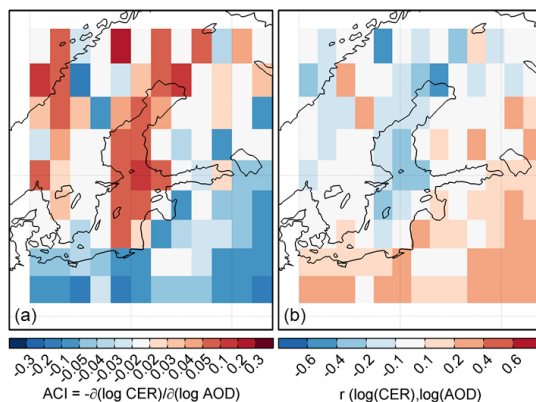 (a)
(b)
-0.3 -0.2 -0.1 -0.05 -0.04 -0.03 -0.02 0.02 0.03 0.04 0.05 0.1 0.2 0.3
-0.6 -0.4 -0.2 -0.1 0.1 0.2 0.4 0.6
ACI = -∂(log CER)/∂(log AOD)
r (log(CER),log(AOD)